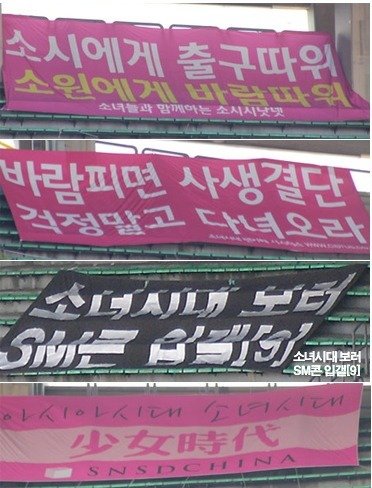 소시에게 출구따위
소원에게 바람따위
소녀들과 함께하는 소시시낫넷
바람피면 사생결단
걱정말고 다녀오라
소녀시대 보러
SM콘 입갤[9]
소녀시대 보러
SM콘 입갤[9]
아시아시대 소녀시대
少女時代
SNSDCHINA